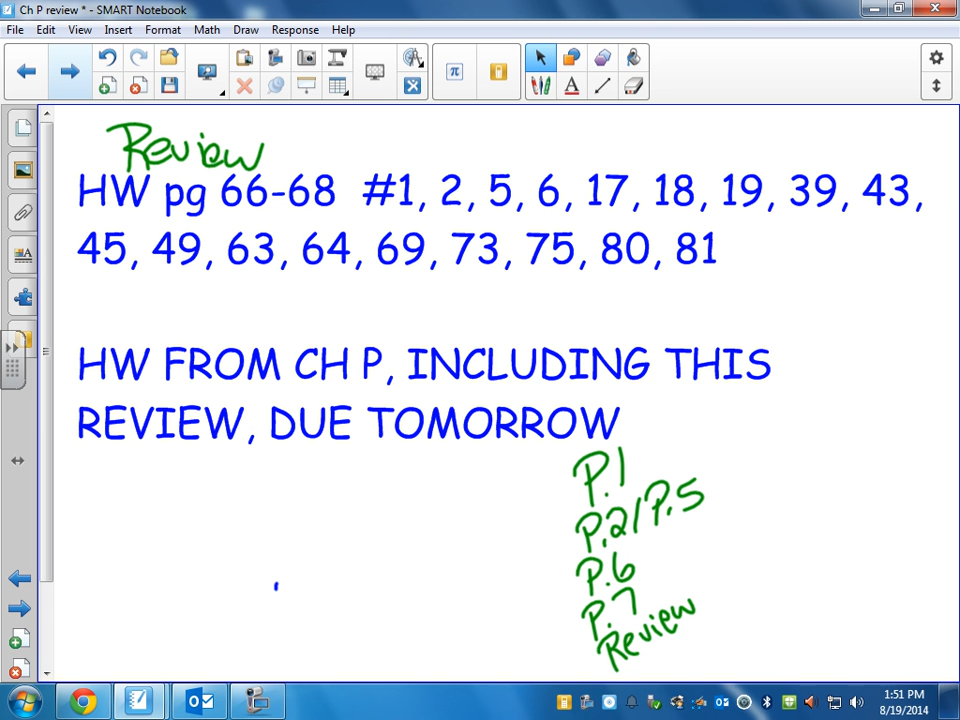 Ch P review * - SMART Notebook
File Edit View Insert Format Math Draw Response Help
Review
HW pg 66-68 #1, 2, 5, 6, 17, 18, 19, 39, 43,
45, 49, 63, 64, 69, 73, 75, 80, 81
HW FROM CH P, INCLUDING THIS
REVIEW, DUE TOMORROW
P.1
P.2/P.5
P.6
P.7
Review
1:51 PM
8/19/2014